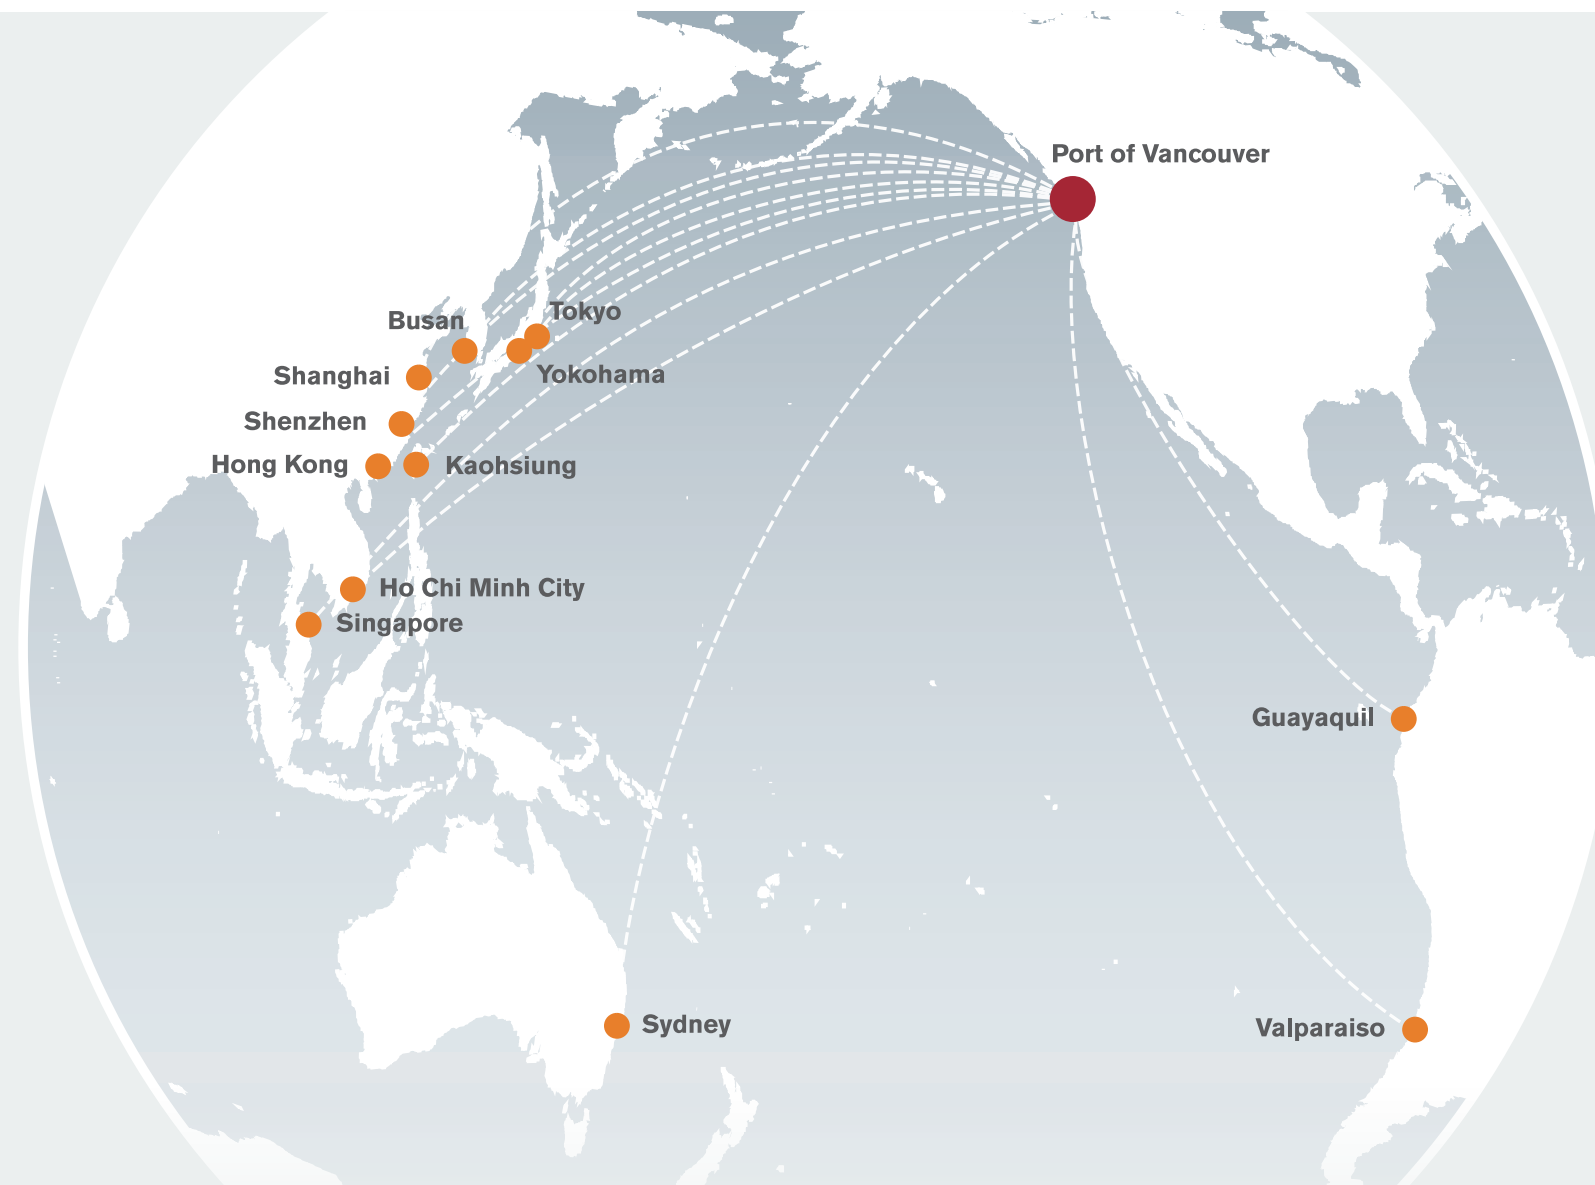 Port of Vancouver
Tokyo
Busan
Yokohama
Shanghai
Shenzhen
Hong Kong
Kaohsiung
Ho Chi Minh City
Singapore
Guayaquil
Sydney
Valparaiso